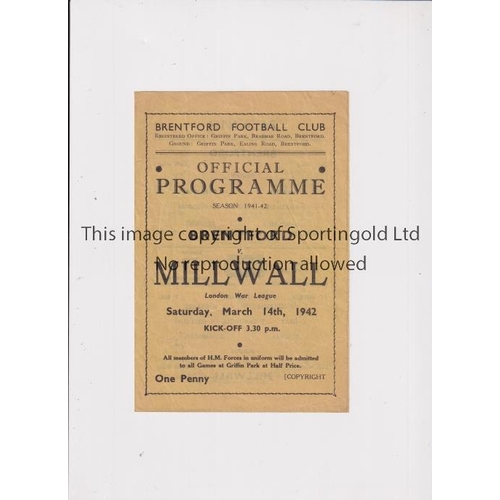 BRENTFORD FOOTBALL CLUB
REGISTERED OFFICE: GRIFFIN PARK, BRAEMAR ROAD, BRENTFORD.
GROUND: GRIFFIN PARK, EALING ROAD, BRENTFORD.
OFFICIAL
PROGRAMME
SEASON 1941-42
This image copyright of Sportingold Ltd
BRENTFORD
v.
No reproduction allowed
MILLWALL
London War League
Saturday, March 14th, 1942
KICK-OFF 3.30 p.m.
All members of H.M. Forces in uniform will be admitted
to all Games at Griffin Park at Half Price.
One Penny [COPYRIGHT